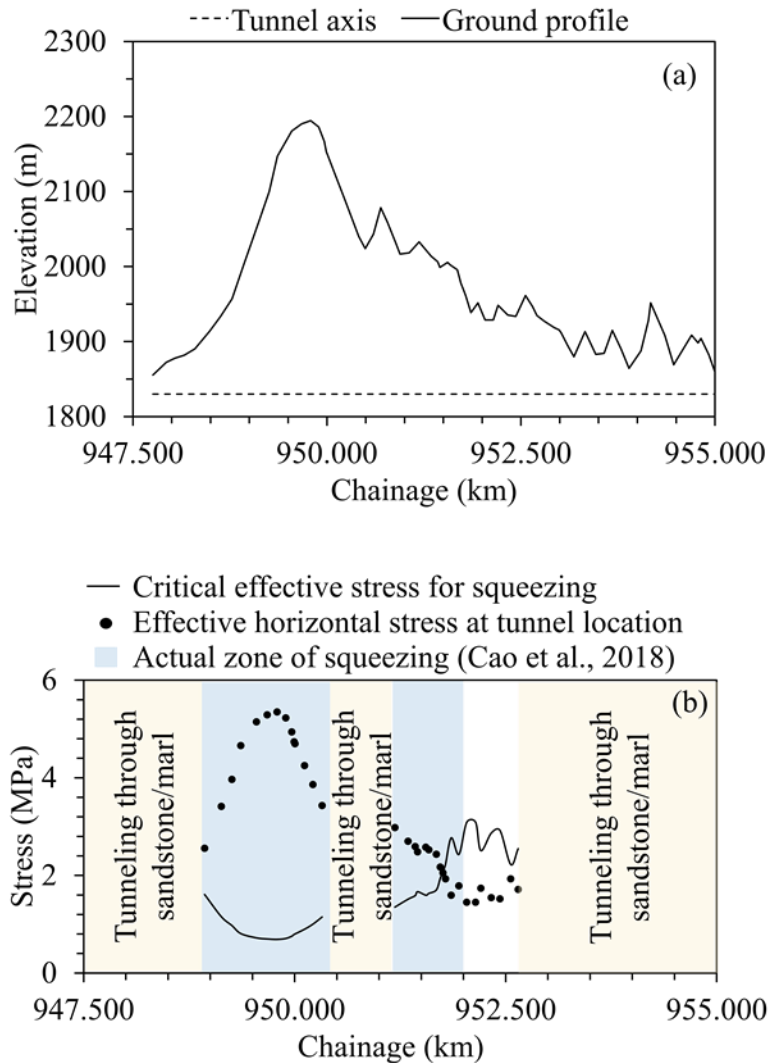 Tunnel axis Ground profile
(a)
2300
2200
2100
2000
1900
1800
Elevation (m)
947.500 950.000 952.500 955.000
Chainage (km)
Critical effective stress for squeezing
Effective horizontal stress at tunnel location
Actual zone of squeezing (Cao et al., 2018)
(b)
6
4
2
0
Stress (MPa)
Tunneling through
sandstone/marl
Tunneling through
sandstone/marl
Tunneling through
sandstone/marl
947.500 950.000 952.500 955.000
Chainage (km)